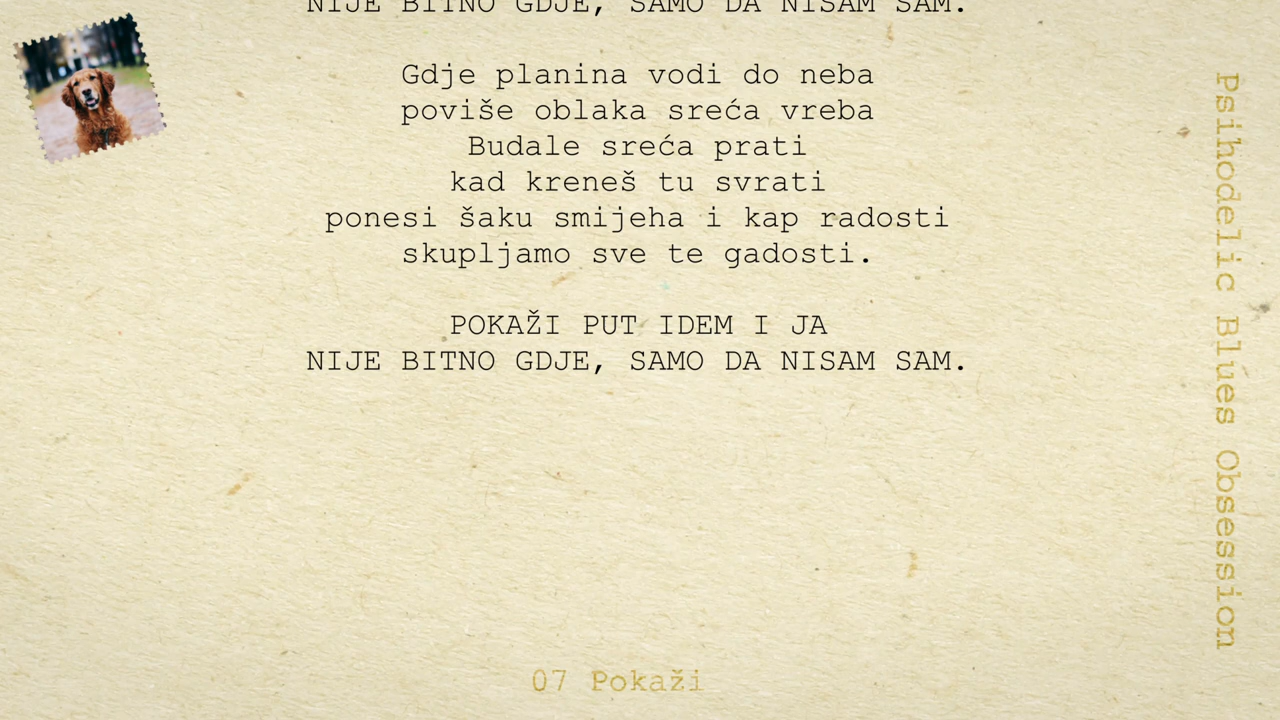 NIJE BITNO GDJE, SAMO DA NISAM SAM.
Gdje planina vodi do neba
poviše oblaka sreća vreba
Budale sreća prati
kad kreneš tu svrati
ponesi šaku smijeha i kap radosti
skupljamo sve te gadosti.
POKAŽI PUT IDEM I JA
NIJE BITNO GDJE, SAMO DA NISAM SAM.
Psihodelic Blues Obsession
07 Pokaži